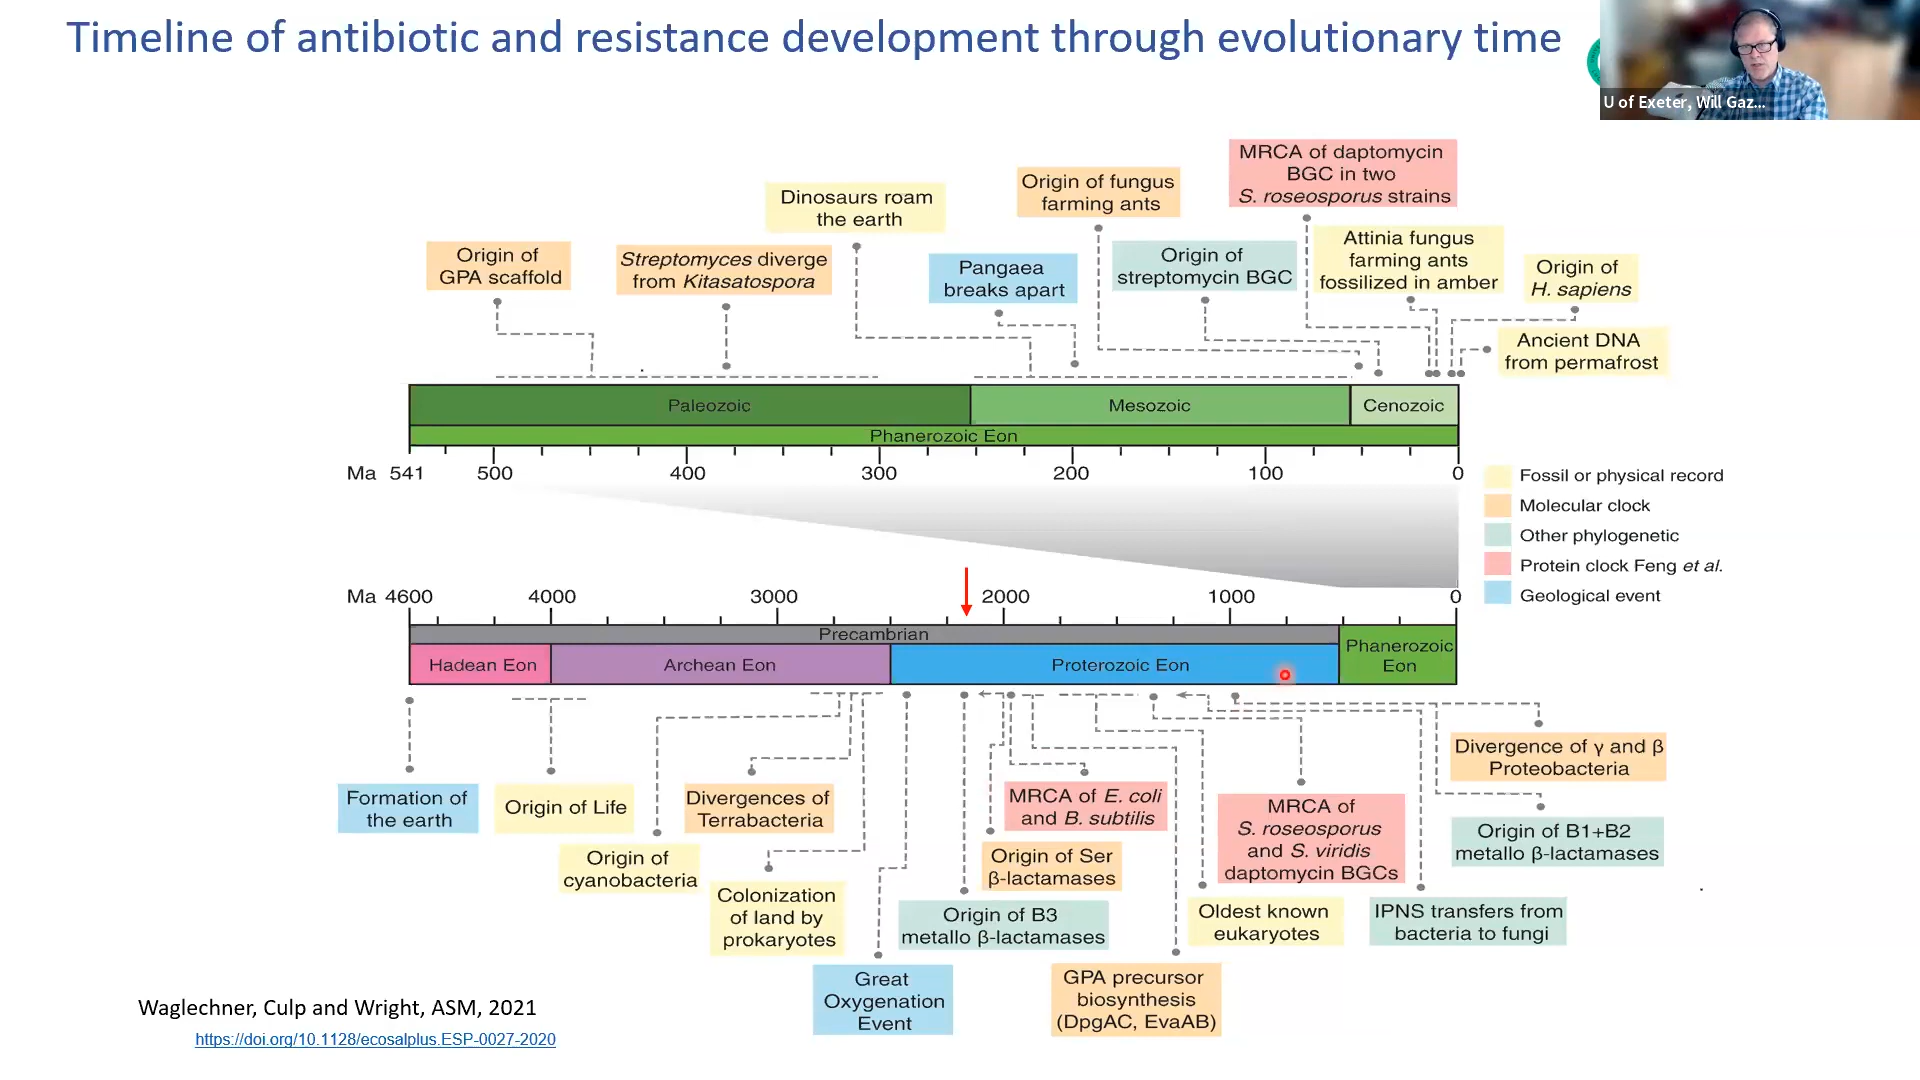 Timeline of antibiotic and resistance development through evolutionary time
U of Exeter, Will Gaz...
MRCA of daptomycin
BGC in two
S. roseosporus strains
Origin of fungus
farming ants
Dinosaurs roam
the earth
Attinia fungus
farming ants
fossilized in amber
Origin of
GPA scaffold
Streptomyces diverge
from Kitasatospora
Pangaea
breaks apart
Origin of
streptomycin BGC
Origin of
H. sapiens
Ancient DNA
from permafrost
Paleozoic
Mesozoic
Cenozoic
Phanerozoic Eon
Ma 541 500 400 300 200 100 0
Fossil or physical record
Molecular clock
Other phylogenetic
Protein clock Feng et al.
Geological event
Ma 4600 4000 3000 2000 1000 0
Precambrian
Hadean Eon
Archean Eon
Proterozoic Eon
Phanerozoic
Eon
Formation of
the earth
Origin of Life
Origin of
cyanobacteria
Divergences of
Terrabacteria
Colonization
of land by
prokaryotes
Great
Oxygenation
Event
Origin of B3
metallo β-lactamases
Origin of Ser
β-lactamases
MRCA of E. coli
and B. subtilis
GPA precursor
biosynthesis
(DpgAC, EvaAB)
Oldest known
eukaryotes
MRCA of
S. roseosporus
and S. viridis
daptomycin BGCs
IPNS transfers from
bacteria to fungi
Origin of B1+B2
metallo β-lactamases
Divergence of γ and β
Proteobacteria
Waglechner, Culp and Wright, ASM, 2021
https://doi.org/10.1128/ecosalplus.ESP-0027-2020